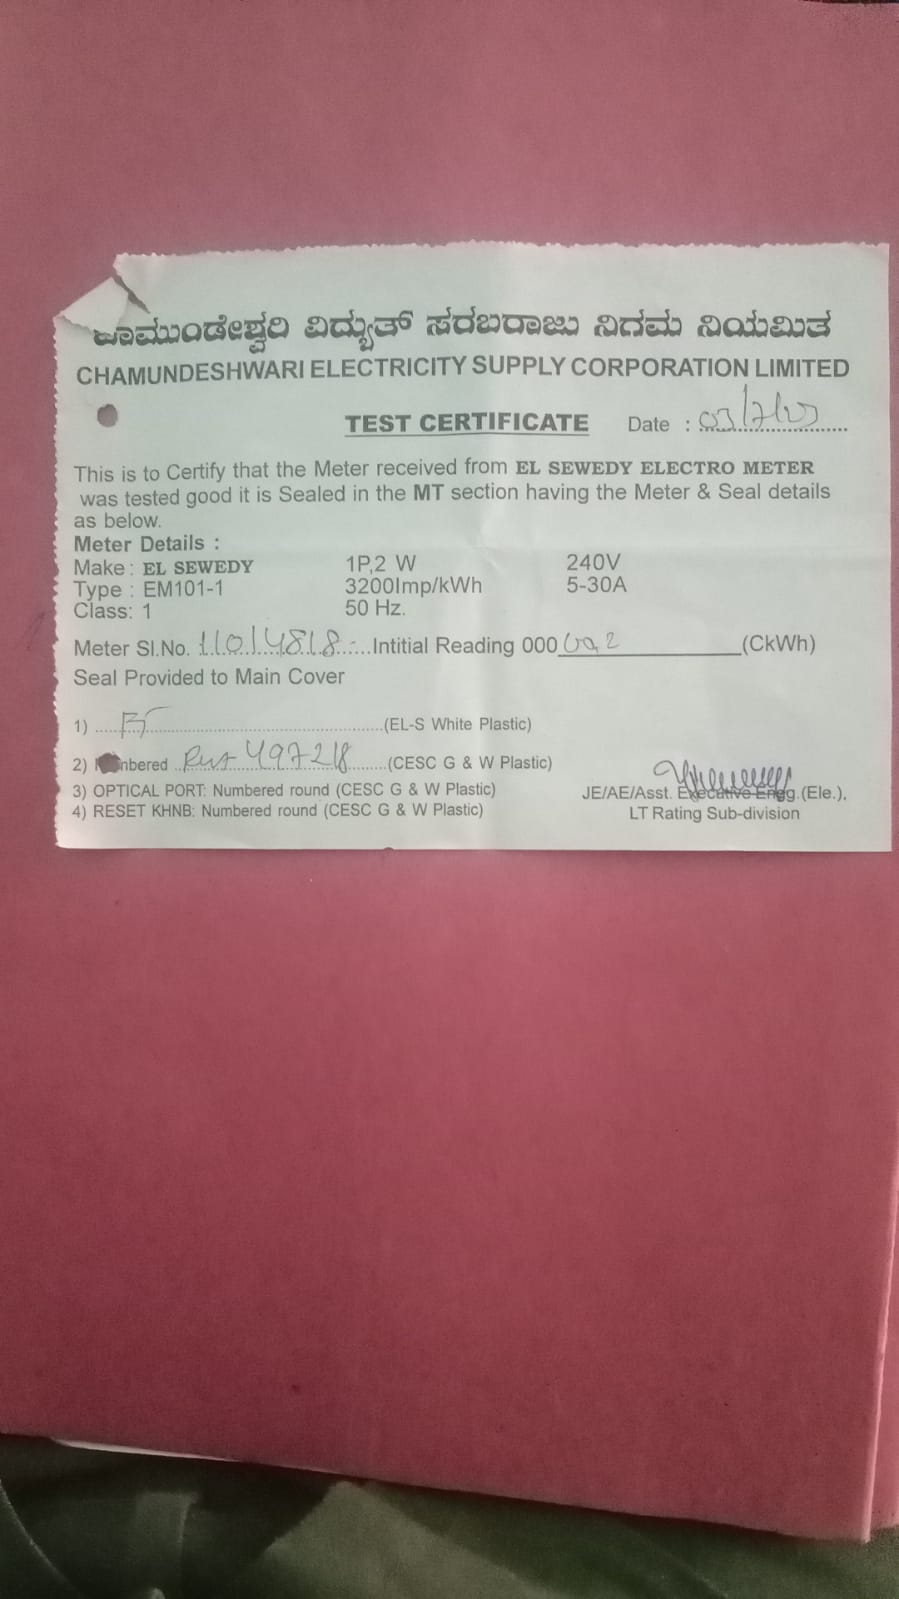 ಚಾಮುಂಡೇಶ್ವರಿ ವಿದ್ಯುತ್ ಸರಬರಾಜು ನಿಗಮ ನಿಯಮಿತ
CHAMUNDESHWARI ELECTRICITY SUPPLY CORPORATION LIMITED
TEST CERTIFICATE Date :
This is to Certify that the Meter received from EL SEWEDY ELECTRO METER
was tested good it is Sealed in the MT section having the Meter & Seal details
as below.
Meter Details :
Make : EL SEWEDY 1P,2 W 240V
Type : EM101-1 3200Imp/kWh 5-30A
Class: 1 50 Hz.
Meter Sl.No. 11014818 Intitial Reading 000 (CkWh)
Seal Provided to Main Cover
1) (EL-S White Plastic)
2) 497218 (CESC G & W Plastic)
3) OPTICAL PORT: Numbered round (CESC G & W Plastic)
4) RESET KHNB: Numbered round (CESC G & W Plastic)
JE/AE/Asst. Executive Engg.(Ele.),
LT Rating Sub-division